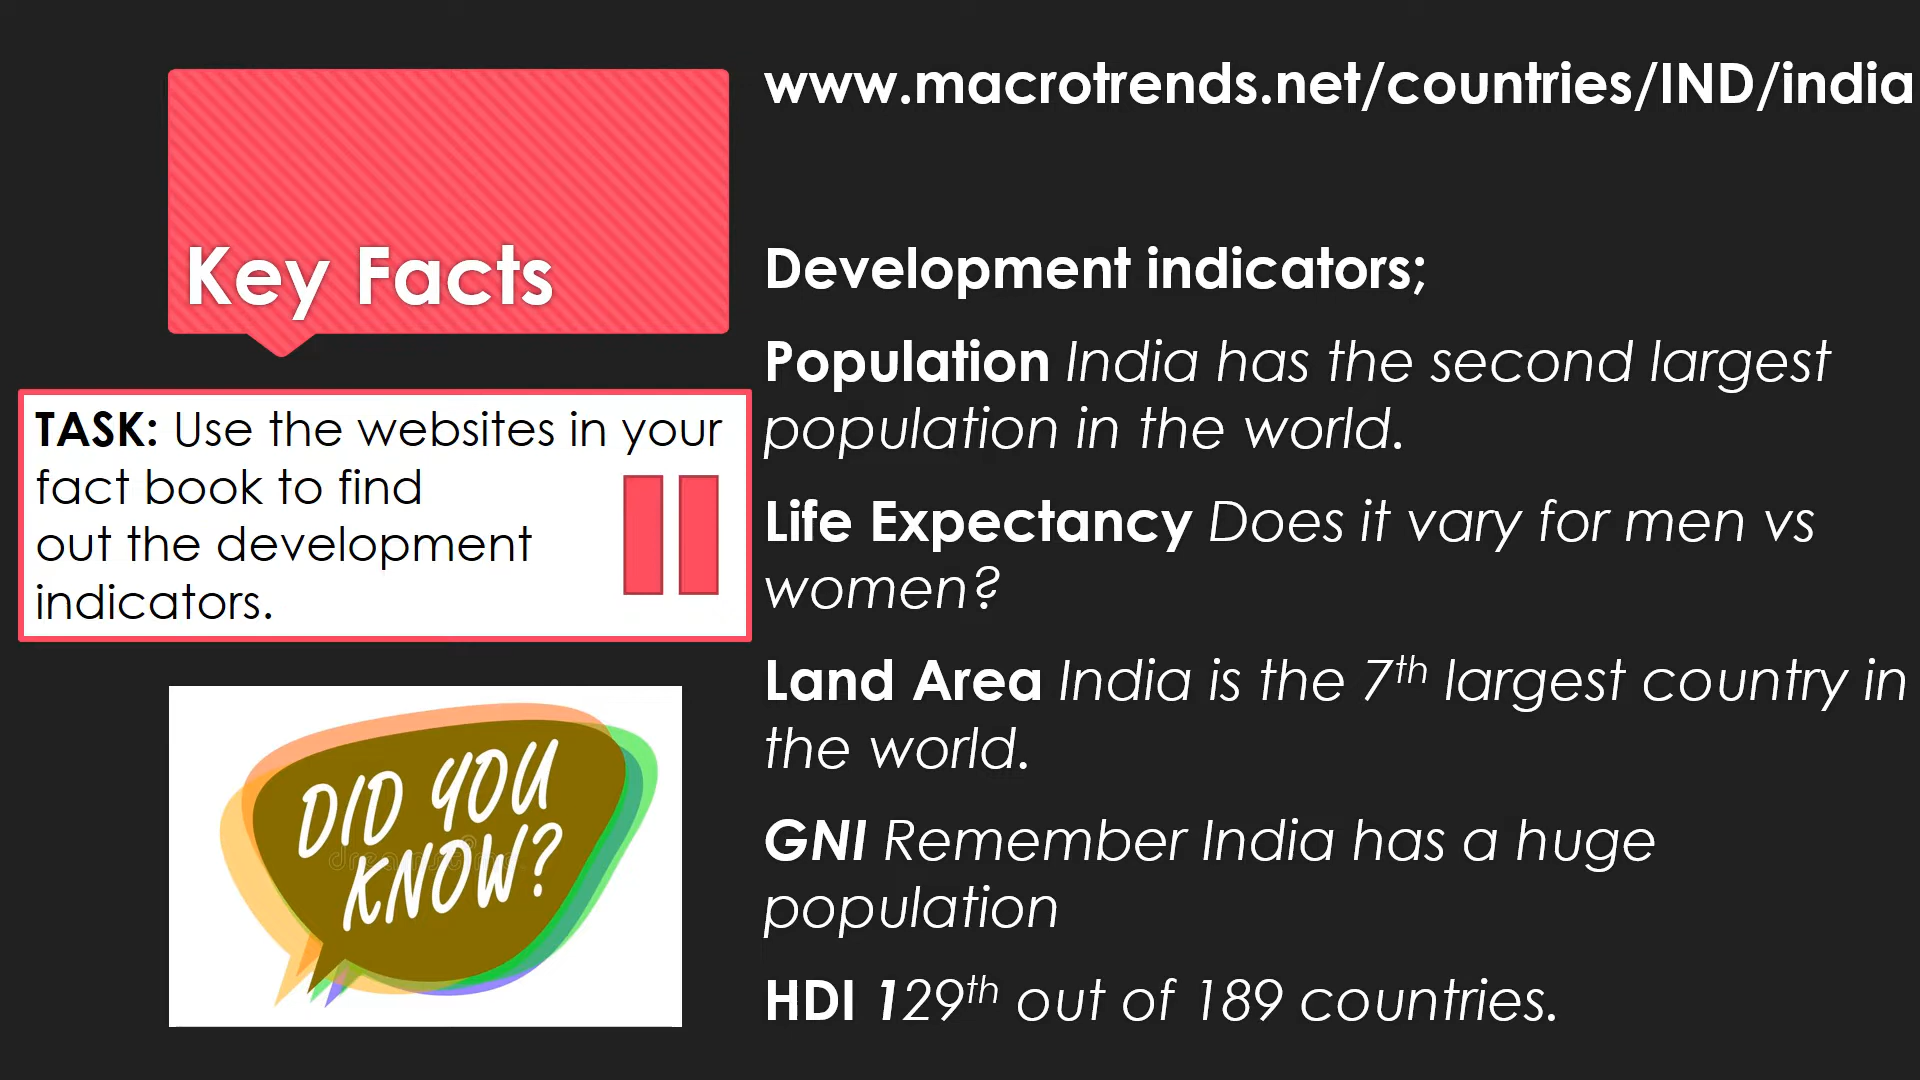 www.macrotrends.net/countries/IND/india
Key Facts
TASK: Use the websites in your
fact book to find
out the development
indicators.
DID YOU
KNOW?
Development indicators;
Population India has the second largest
population in the world.
Life Expectancy Does it vary for men vs
women?
Land Area India is the 7th largest country in
the world.
GNI Remember India has a huge
population
HDI 129th out of 189 countries.